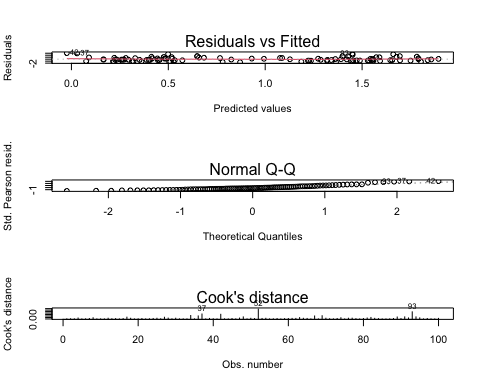 Residuals vs Fitted
Residuals
-2
42 37
93
0.0 0.5 1.0 1.5
Predicted values
Normal Q-Q
Std. Pearson resid.
-1
93 37 42
-2 -1 0 1 2
Theoretical Quantiles
Cook's distance
Cook's distance
0.00
37 52 93
0 20 40 60 80 100
Obs. number